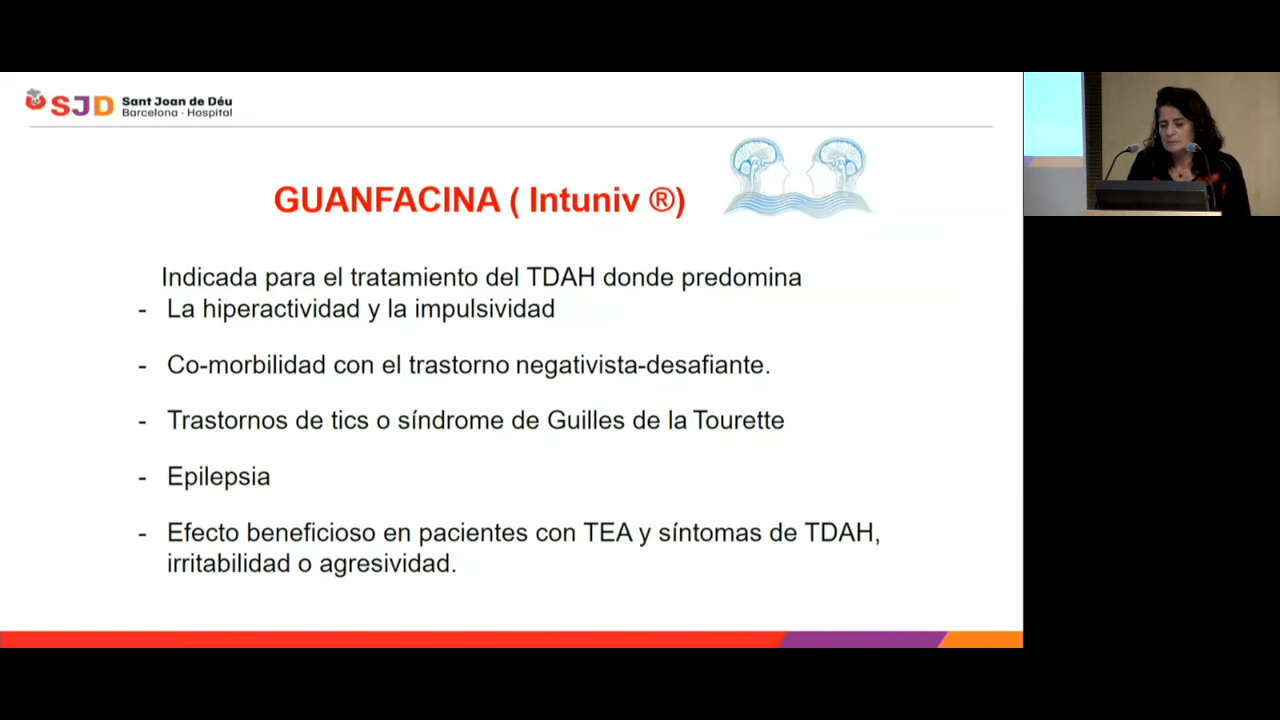 SJD Sant Joan de Déu
Barcelona · Hospital
GUANFACINA ( Intuniv ®)
Indicada para el tratamiento del TDAH donde predomina
- La hiperactividad y la impulsividad
- Co-morbilidad con el trastorno negativista-desafiante.
- Trastornos de tics o síndrome de Guilles de la Tourette
- Epilepsia
- Efecto beneficioso en pacientes con TEA y síntomas de TDAH,
irritabilidad o agresividad.